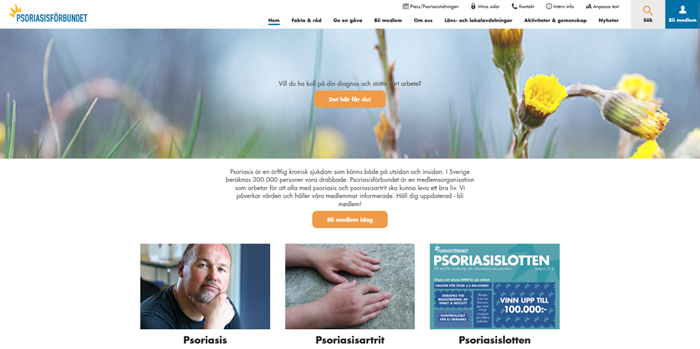 Press/Psoriasistidningen Mina sidor Kontakt Intern info Anpassa text
PSORIASISFÖRBUNDET
Hem Fakta & råd Ge en gåva Bli medlem Om oss Läns- och lokalavdelningar Aktiviteter & gemenskap Nyheter Sök Bli medlem
Vill du ha koll på din diagnos och stötta vårt arbete?
Det här får du!
Psoriasis är en ärftlig kronisk sjukdom som känns både på utsidan och insidan. I Sverige
beräknas 300 000 personer vara drabbade. Psoriasisförbundet är en medlemsorganisation
som arbetar för att alla med psoriasis och psoriasisartrit ska kunna leva ett bra liv. Vi
påverkar vården och håller våra medlemmar informerade. Håll dig uppdaterad - bli
medlem!
Bli medlem idag
PSORIASISFÖRBUNDET
PSORIASISLOTTEN
VINN UPP TILL
100.000:-
Psoriasis
Psoriasisartrit
Psoriasislotten